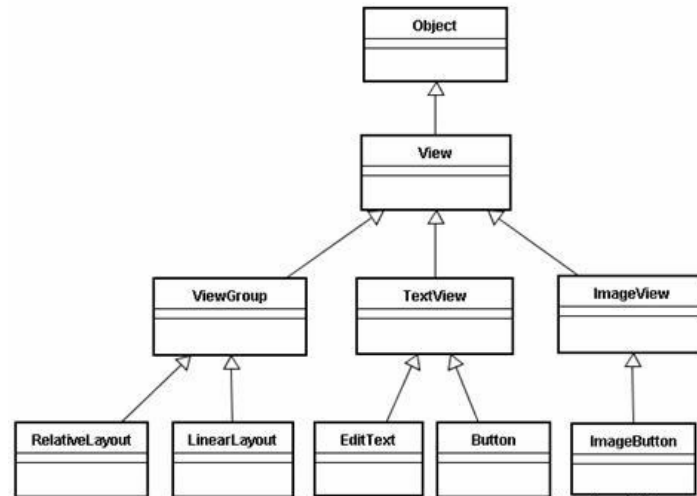 Object
View
ViewGroup
TextView
ImageView
RelativeLayout
LinearLayout
EditText
Button
ImageButton